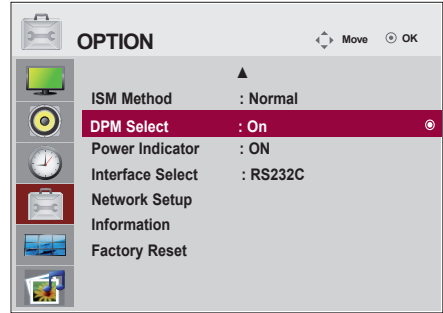 OPTION
Move
OK
ISM Method : Normal
DPM Select : On
Power Indicator : ON
Interface Select : RS232C
Network Setup
Information
Factory Reset